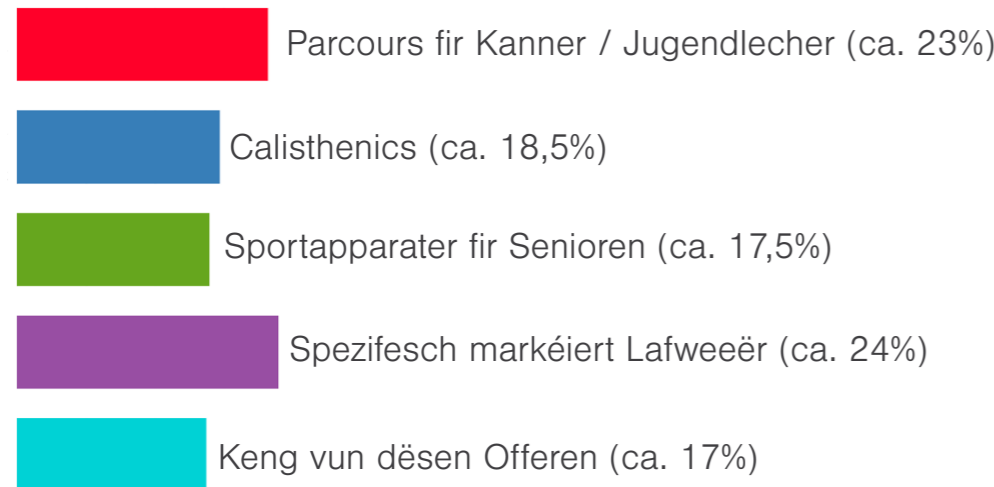 Parcours fir Kanner / Jugendlecher (ca. 23%)
Calisthenics (ca. 18,5%)
Sportapparater fir Senioren (ca. 17,5%)
Spezifesch markéiert Lafweeër (ca. 24%)
Keng vun dësen Offeren (ca. 17%)